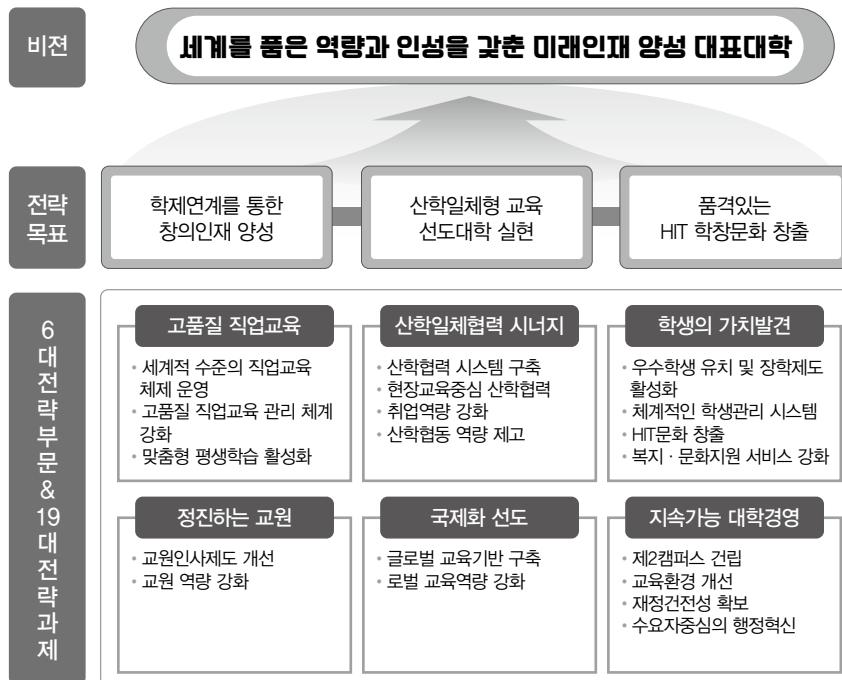 비젼
세계를 품은 역량과 인성을 갖춘 미래인재 양성 대표대학
전략
목표
학제연계를 통한
창의인재 양성
산학일체형 교육
선도대학 실현
품격있는
HIT 학창문화 창출
6
대
전
략
부
문
&
19
대
전
략
과
제
고품질 직업교육
• 세계적 수준의 직업교육
체제 운영
• 고품질 직업교육 관리 체계
강화
• 맞춤형 평생학습 활성화
산학일체협력 시너지
• 산학협력 시스템 구축
• 현장교육중심 산학협력
• 취업역량 강화
• 산학협동 역량 제고
학생의 가치발견
• 우수학생 유치 및 장학제도
활성화
• 체계적인 학생관리 시스템
• HIT문화 창출
• 복지 · 문화지원 서비스 강화
정진하는 교원
• 교원인사제도 개선
• 교원 역량 강화
국제화 선도
• 글로벌 교육기반 구축
• 로벌 교육역량 강화
지속가능 대학경영
• 제2캠퍼스 건립
• 교육환경 개선
• 재정건전성 확보
• 수요자중심의 행정혁신